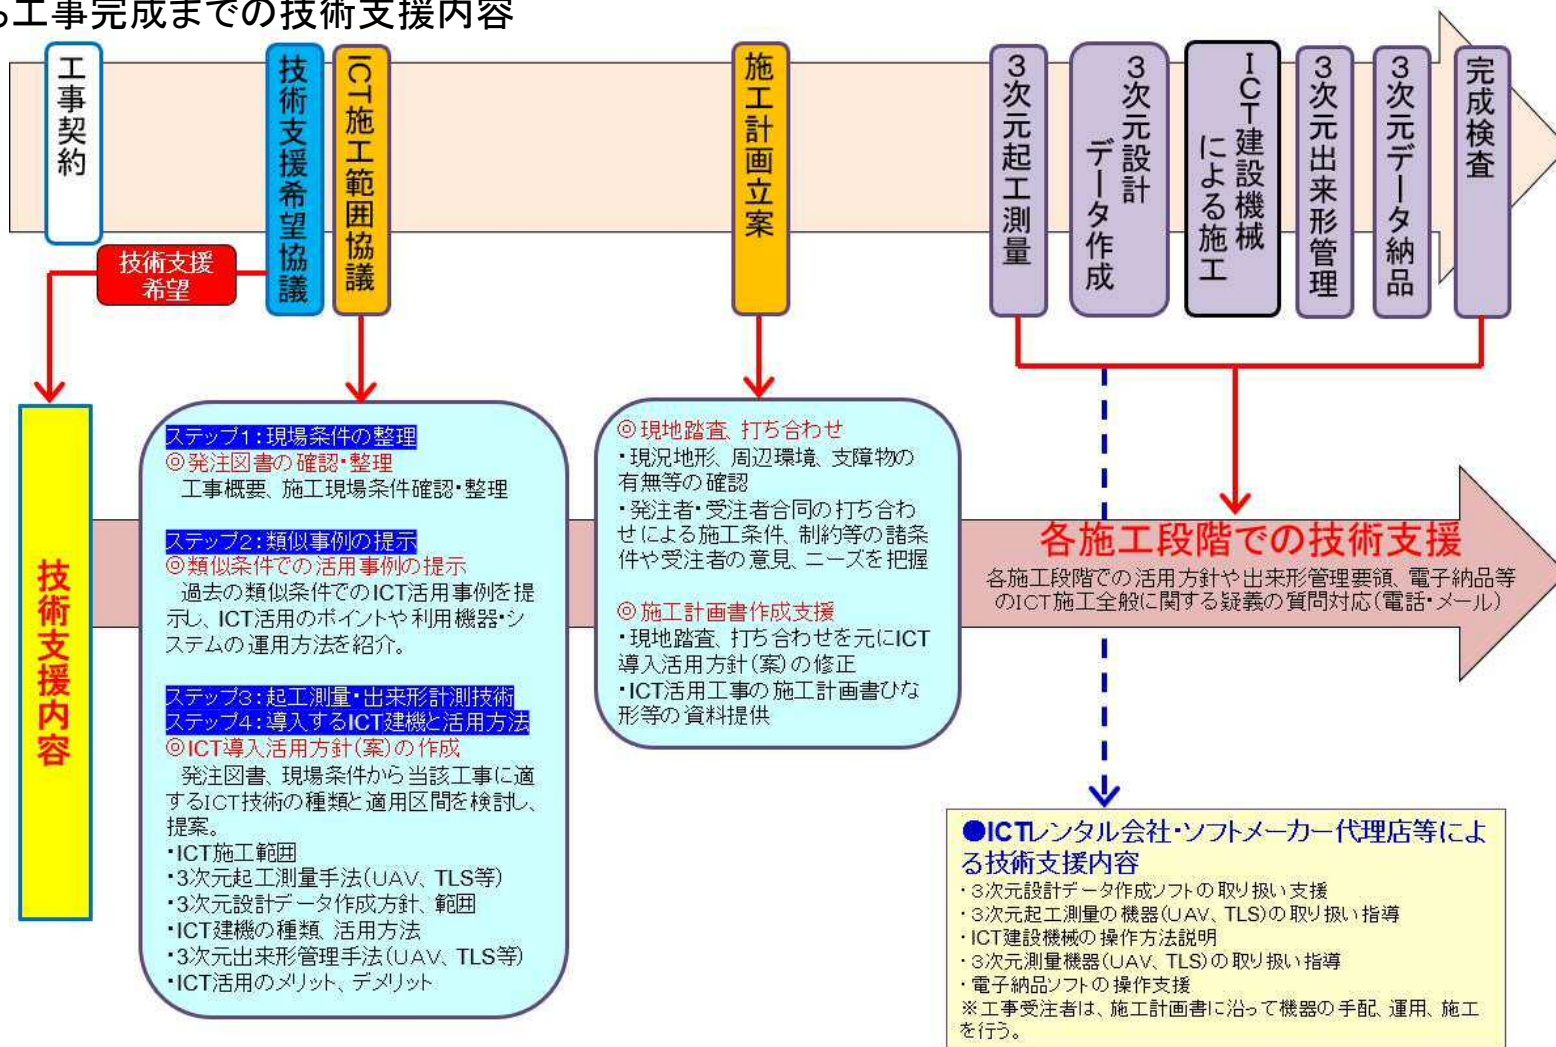 ら工事完成までの技術支援内容
工事契約
技術支援希望協議
ICT施工範囲協議
施工計画立案
3次元起工測量
3次元設計
データ作成
ICT建設機械
による施工
3次元出来形管理
3次元データ納品
完成検査
技術支援
希望
技術支援内容
ステップ1:現場条件の整理
◎発注図書の確認・整理
工事概要、施工現場条件確認・整理
ステップ2:類似事例の提示
◎類似条件での活用事例の提示
過去の類似条件でのICT活用事例を提
示し、ICT活用のポイントや利用機器・シ
ステムの運用方法を紹介。
ステップ3:起工測量・出来形計測技術
ステップ4:導入するICT建機と活用方法
◎ICT導入活用方針(案)の作成
発注図書、現場条件から当該工事に適
するICT技術の種類と適用区間を検討し、
提案。
・ICT施工範囲
・3次元起工測量手法(UAV、TLS等)
・3次元設計データ作成方針、範囲
・ICT建機の種類、活用方法
・3次元出来形管理手法(UAV、TLS等)
・ICT活用のメリット、デメリット
◎現地踏査、打ち合わせ
・現況地形、周辺環境、支障物の
有無等の確認
・発注者・受注者合同の打ち合わ
せによる施工条件、制約等の諸条
件や受注者の意見、ニーズを把握
◎施工計画書作成支援
・現地踏査、打ち合わせを元にICT
導入活用方針(案)の修正
・ICT活用工事の施工計画書ひな
形等の資料提供
各施工段階での技術支援
各施工段階での活用方針や出来形管理要領、電子納品等
のICT施工全般に関する疑義の質問対応(電話・メール)
●ICTレンタル会社・ソフトメーカー代理店等によ
る技術支援内容
・3次元設計データ作成ソフトの取り扱い支援
・3次元起工測量の機器(UAV、TLS)の取り扱い指導
・ICT建設機械の操作方法説明
・3次元測量機器(UAV、TLS)の取り扱い指導
・電子納品ソフトの操作支援
※工事受注者は、施工計画書に沿って機器の手配、運用、施工
を行う。